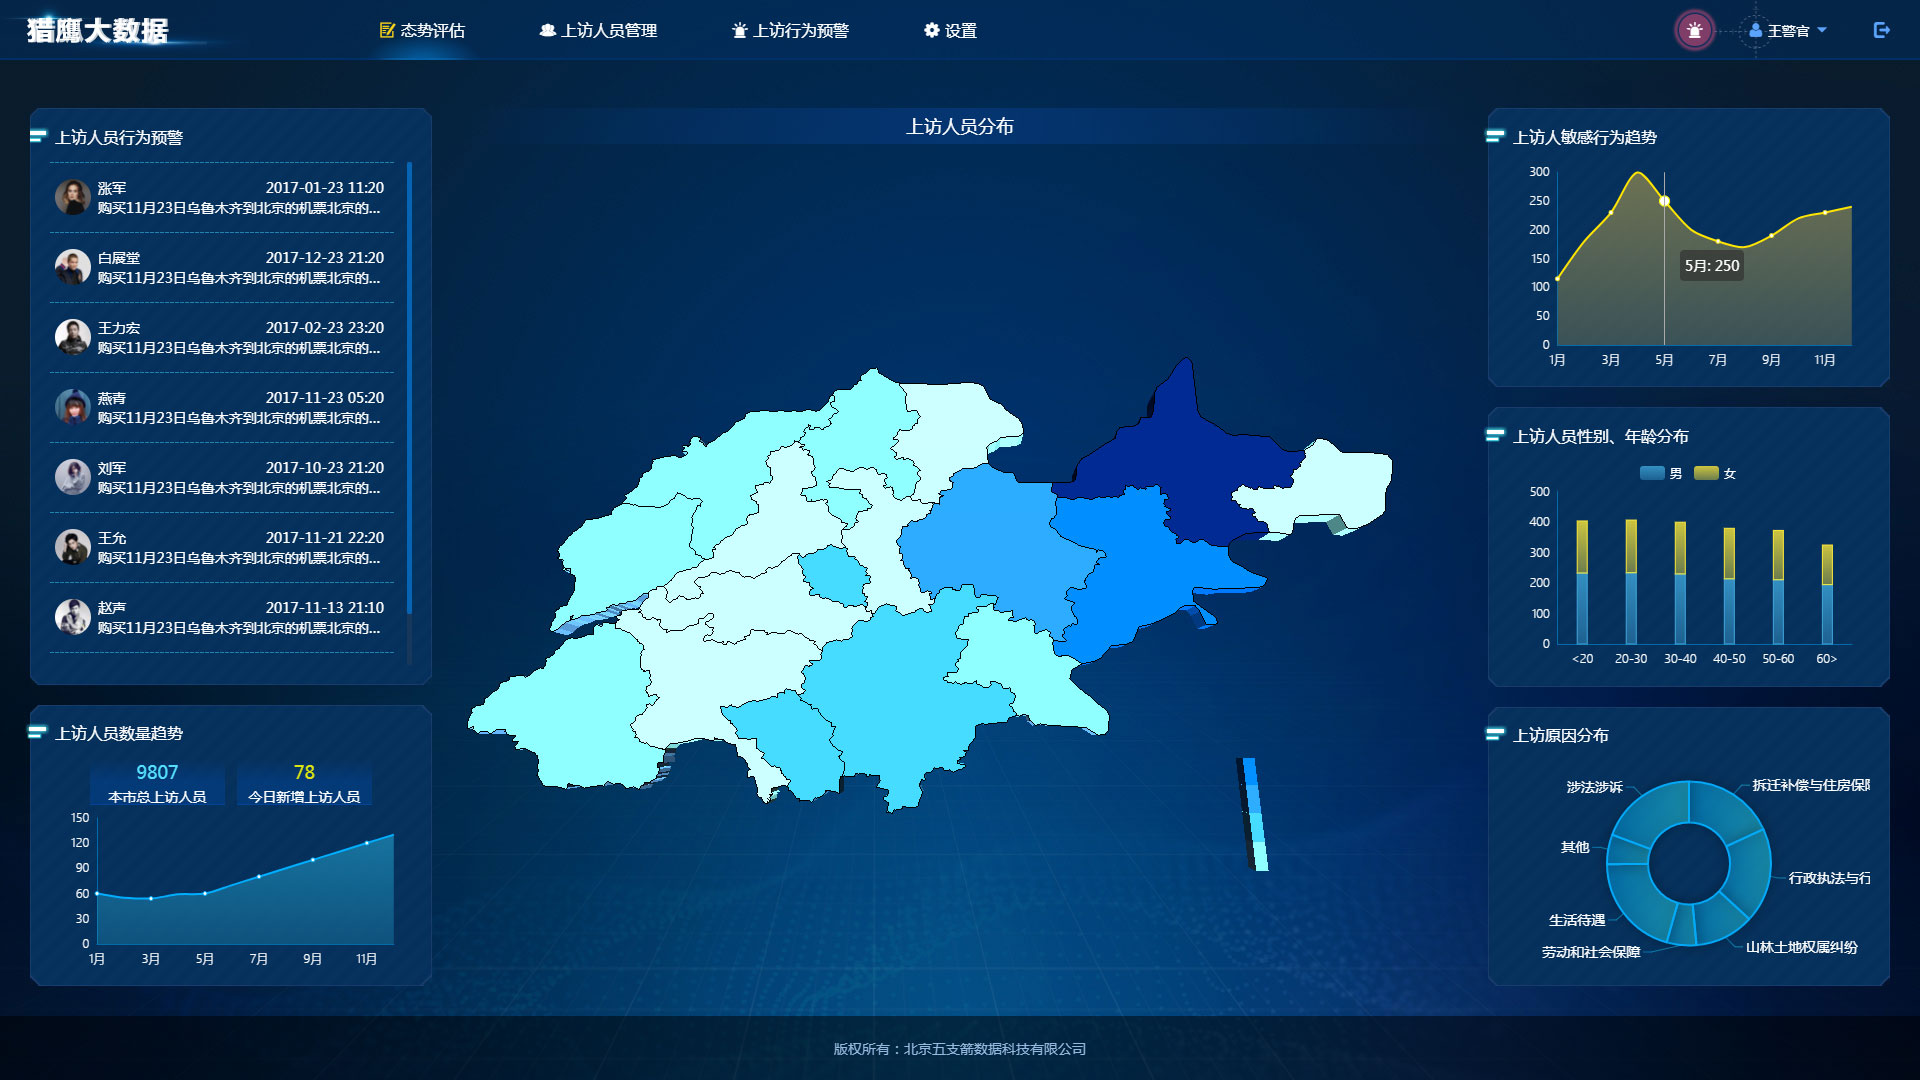 猎鹰大数据
态势评估
上访人员管理
上访行为预警
设置
王警官
上访人员行为预警
张军 2017-01-23 11:20
购买11月23日乌鲁木齐到北京的机票北京的...
白展堂 2017-12-23 21:20
购买11月23日乌鲁木齐到北京的机票北京的...
王力宏 2017-02-23 23:20
购买11月23日乌鲁木齐到北京的机票北京的...
燕青 2017-11-23 05:20
购买11月23日乌鲁木齐到北京的机票北京的...
刘军 2017-10-23 21:20
购买11月23日乌鲁木齐到北京的机票北京的...
王允 2017-11-21 22:20
购买11月23日乌鲁木齐到北京的机票北京的...
赵声 2017-11-13 21:10
购买11月23日乌鲁木齐到北京的机票北京的...
上访人员数量趋势
9807
本市总上访人员
78
今日新增上访人员
150
120
90
60
30
0
1月 3月 5月 7月 9月 11月
上访人员分布
上访人敏感行为趋势
300
250
200
150
100
50
0
5月: 250
1月 3月 5月 7月 9月 11月
上访人员性别、年龄分布
男 女
500
400
300
200
100
0
<20 20-30 30-40 40-50 50-60 60>
上访原因分布
涉法涉诉
拆迁补偿与住房保障
其他
行政执法与行
生活待遇
山林土地权属纠纷
劳动和社会保障
版权所有：北京五支箭数据科技有限公司